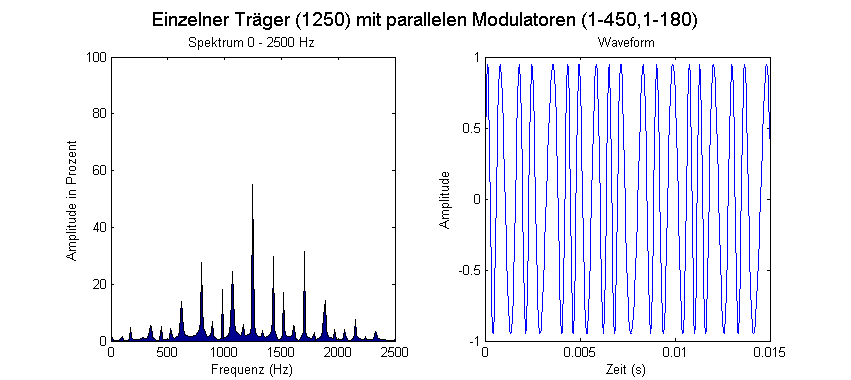 Einzelner Träger (1250) mit parallelen Modulatoren (1-450,1-180)
Spektrum 0 - 2500 Hz
100
80
60
40
20
0
Amplitude in Prozent
0 500 1000 1500 2000 2500
Frequenz (Hz)
Waveform
1
0.5
0
-0.5
-1
Amplitude
0 0.005 0.01 0.015
Zeit (s)